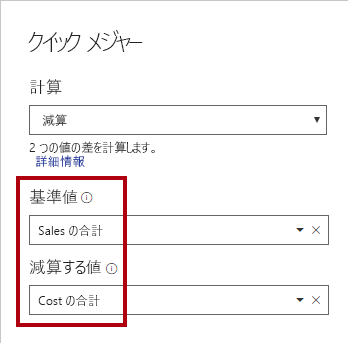 クイック メジャー
計算
減算
2 つの値の差を計算します。
詳細情報
基準値
Sales の合計
減算する値
Cost の合計